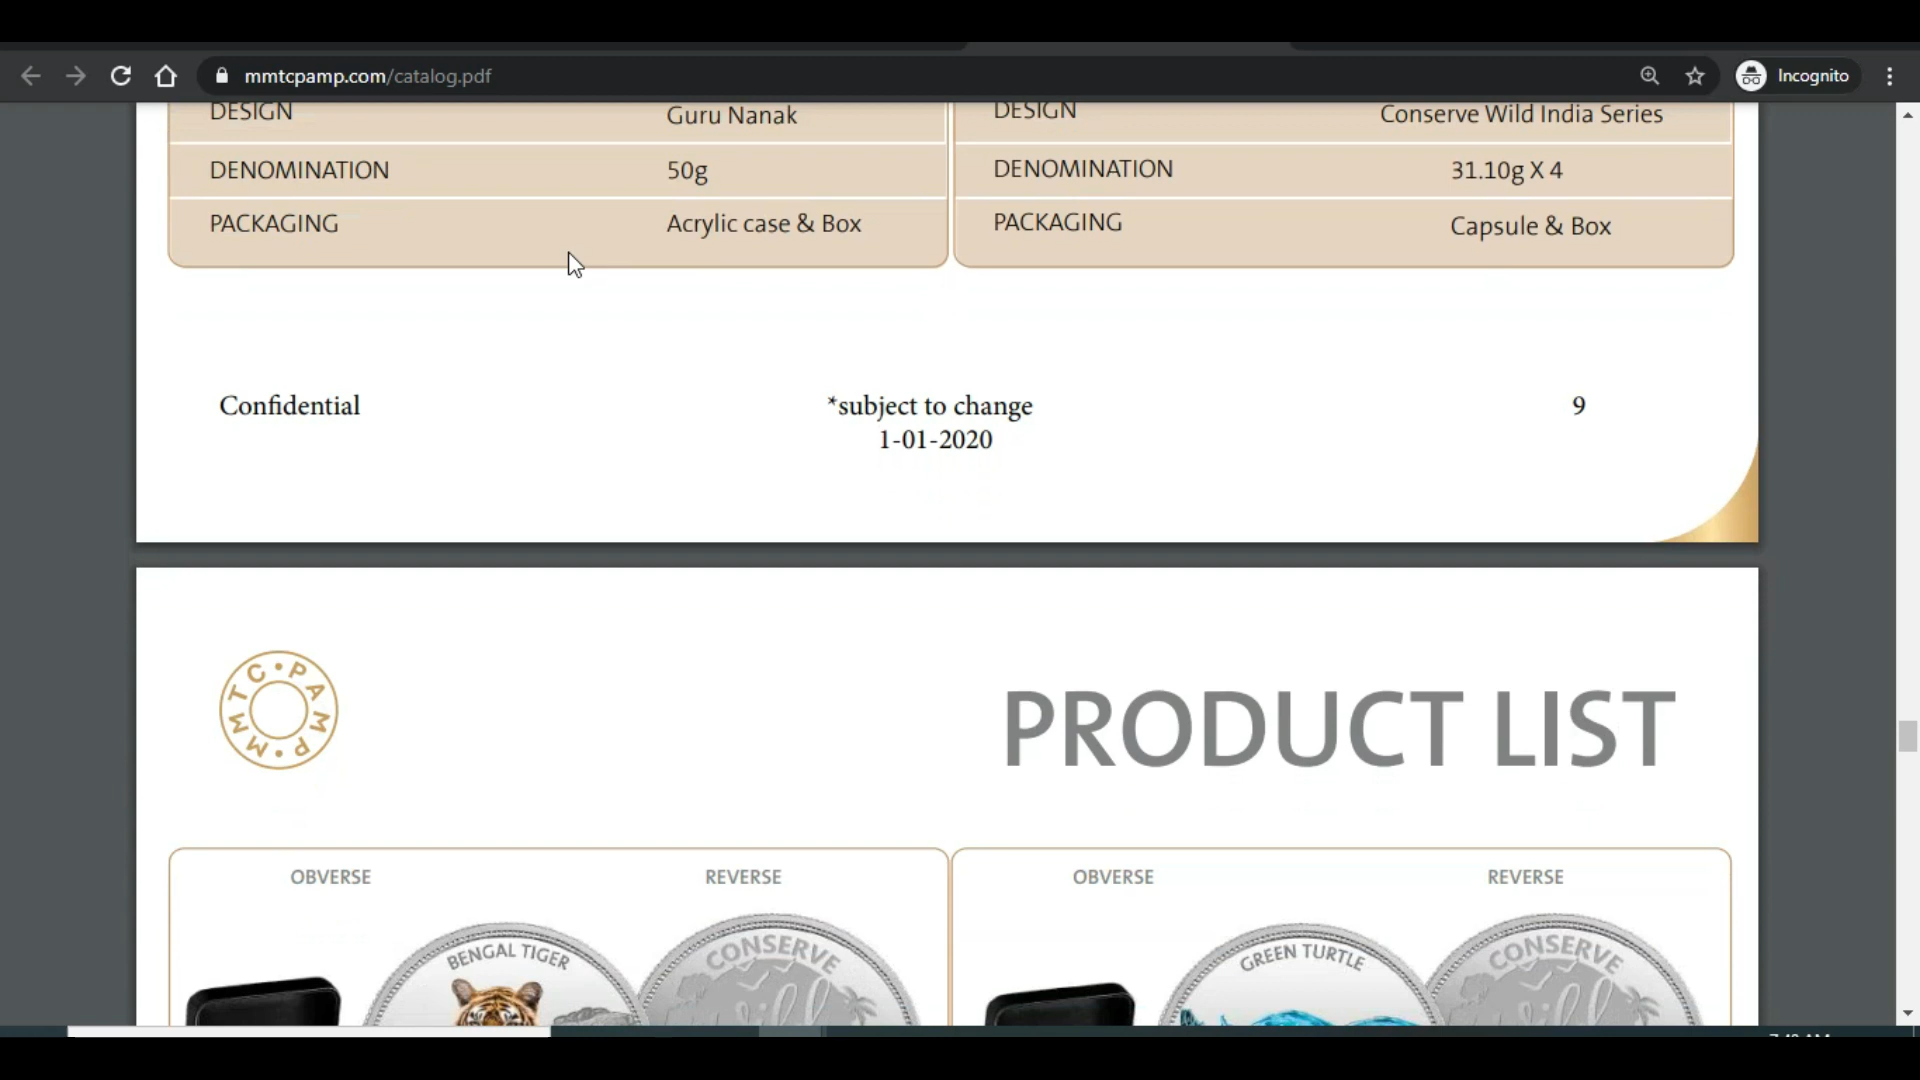 mmtcpamp.com/catalog.pdf
Incognito
DESIGN Guru Nanak
DENOMINATION 50g
PACKAGING Acrylic case & Box
DESIGN Conserve Wild India Series
DENOMINATION 31.10g X 4
PACKAGING Capsule & Box
Confidential
*subject to change
1-01-2020
9
MMTC•PAMP•
PRODUCT LIST
OBVERSE REVERSE
BENGAL TIGER
CONSERVE
OBVERSE REVERSE
GREEN TURTLE
CONSERVE